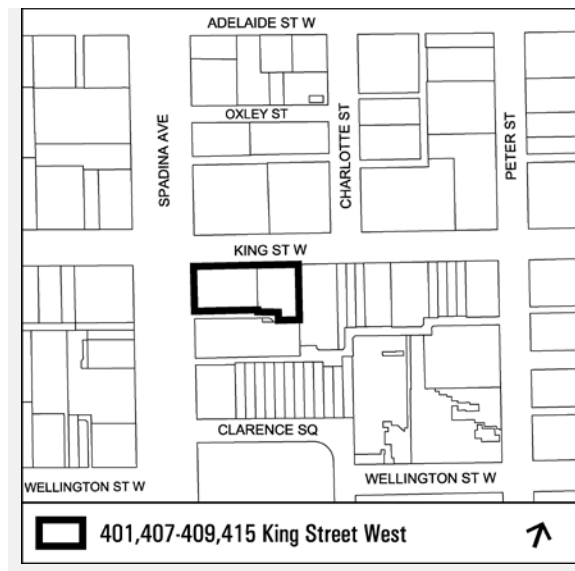 ADELAIDE ST W
OXLEY ST
SPADINA AVE
CHARLOTTE ST
PETER ST
KING ST W
CLARENCE SQ
WELLINGTON ST W
WELLINGTON ST W
401,407-409,415 King Street West